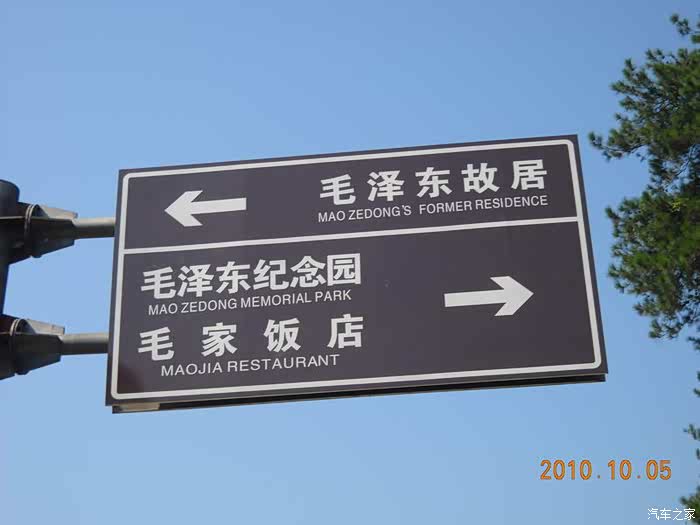 毛泽东故居
MAO ZEDONG'S FORMER RESIDENCE
毛泽东纪念园
MAO ZEDONG MEMORIAL PARK
毛家饭店
MAOJIA RESTAURANT
2010.10.05
汽车之家